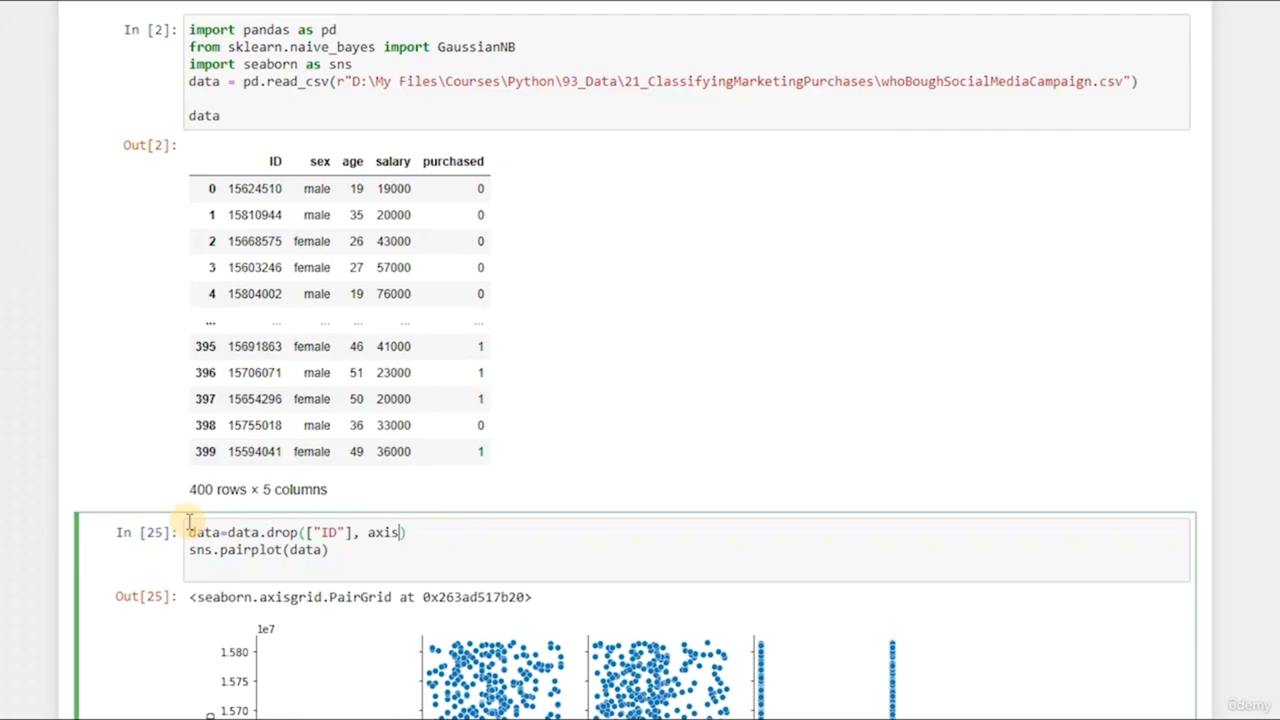 In [2]: import pandas as pd
from sklearn.naive_bayes import GaussianNB
import seaborn as sns
data = pd.read_csv(r"D:\My Files\Courses\Python\93_Data\21_ClassifyingMarketingPurchases\whoBoughtSocialMediaCampaign.csv")
data
Out[2]:
ID sex age salary purchased
0 15624510 male 19 19000 0
1 15810944 male 35 20000 0
2 15668575 female 26 43000 0
3 15603246 female 27 57000 0
4 15804002 male 19 76000 0
... ... ... ... ... ...
395 15691863 female 46 41000 1
396 15706071 male 51 23000 1
397 15654296 female 50 20000 1
398 15755018 male 36 33000 0
399 15594041 female 49 36000 1
400 rows × 5 columns
In [25]: data=data.drop(["ID"], axis)
sns.pairplot(data)
Out[25]: <seaborn.axisgrid.PairGrid at 0x263ad517b20>
1e7
1.580
1.575
1.570
ûdemy